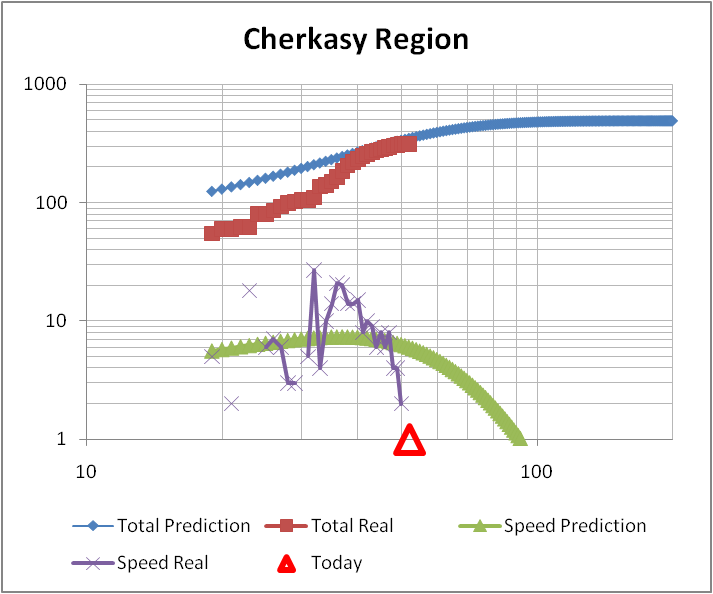 Cherkasy Region
1000
100
10
1
10 100
Total Prediction Total Real Speed Prediction
Speed Real Today